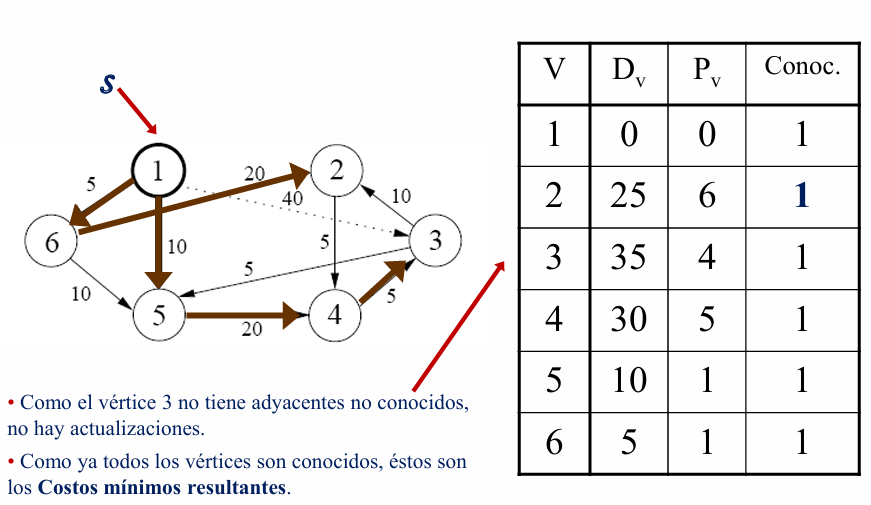 S
1
2
3
4
5
6
5
20
40
10
10
5
5
10
20
5
V Dv Pv Conoc.
1 0 0 1
2 25 6 1
3 35 4 1
4 30 5 1
5 10 1 1
6 5 1 1
• Como el vértice 3 no tiene adyacentes no conocidos,
no hay actualizaciones.
• Como ya todos los vértices son conocidos, éstos son
los Costos mínimos resultantes.